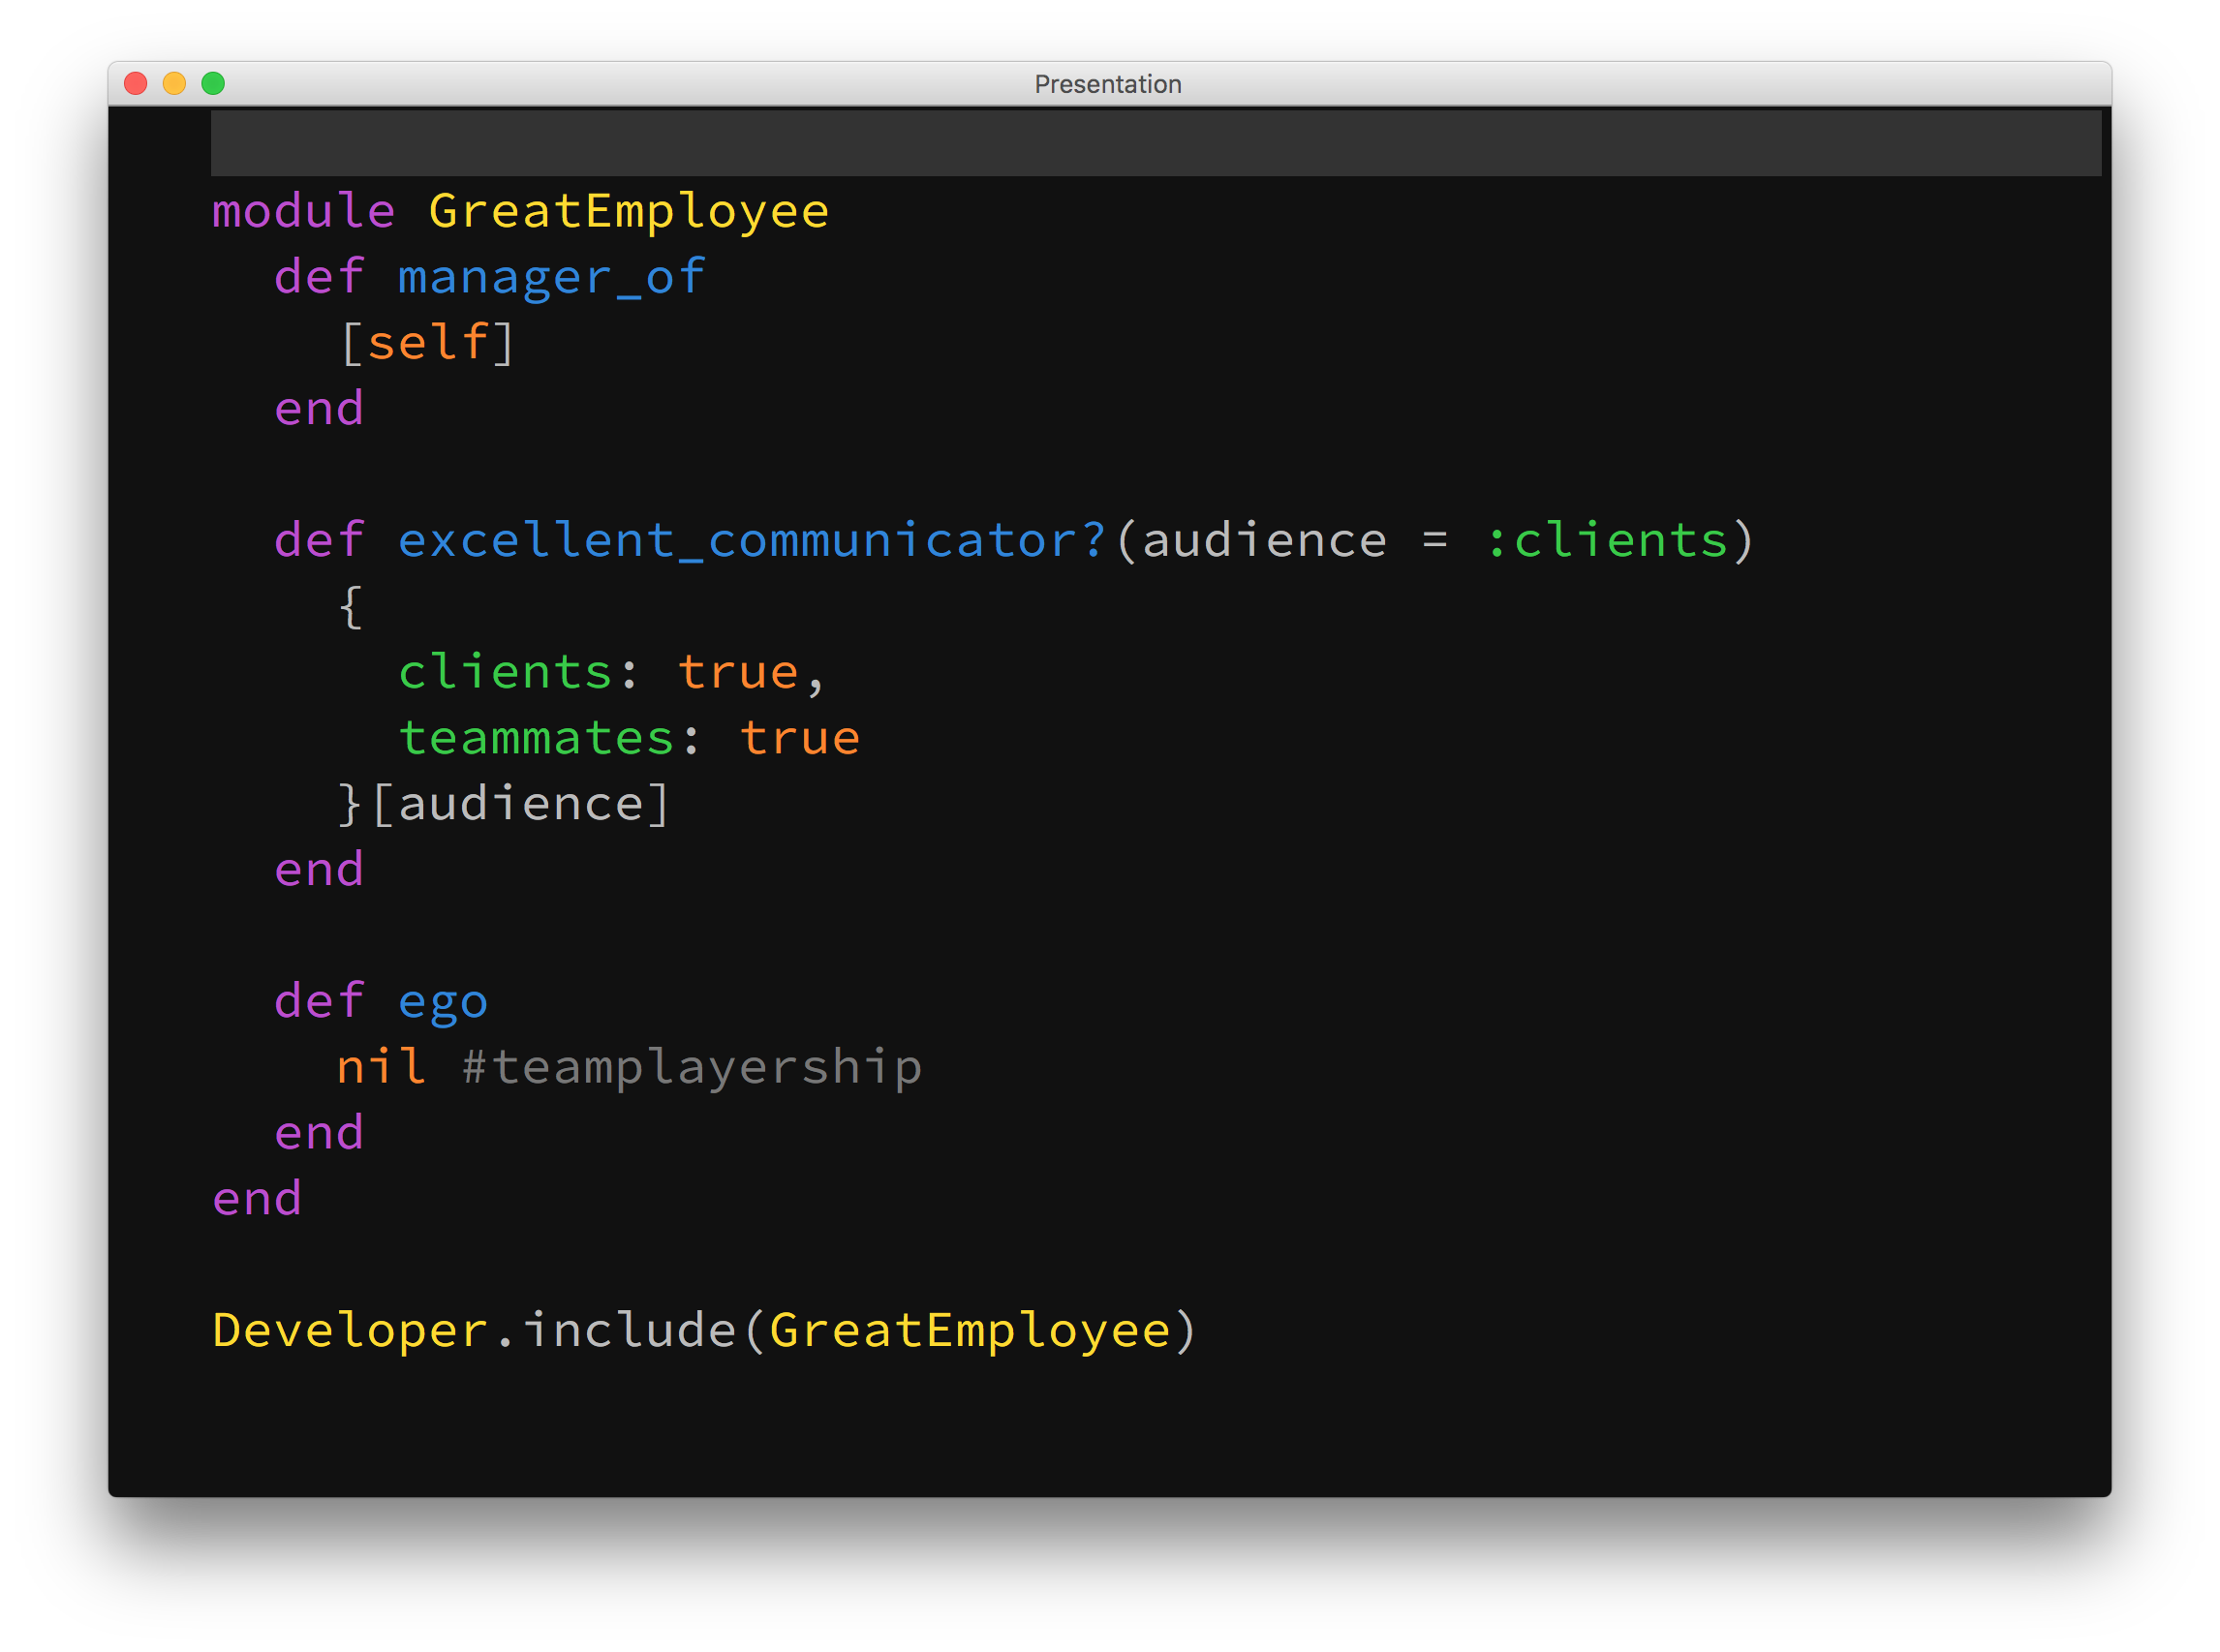 Presentation
module GreatEmployee
  def manager_of
    [self]
  end

  def excellent_communicator?(audience = :clients)
    {
      clients: true,
      teammates: true
    }[audience]
  end

  def ego
    nil #teamplayership
  end
end

Developer.include(GreatEmployee)